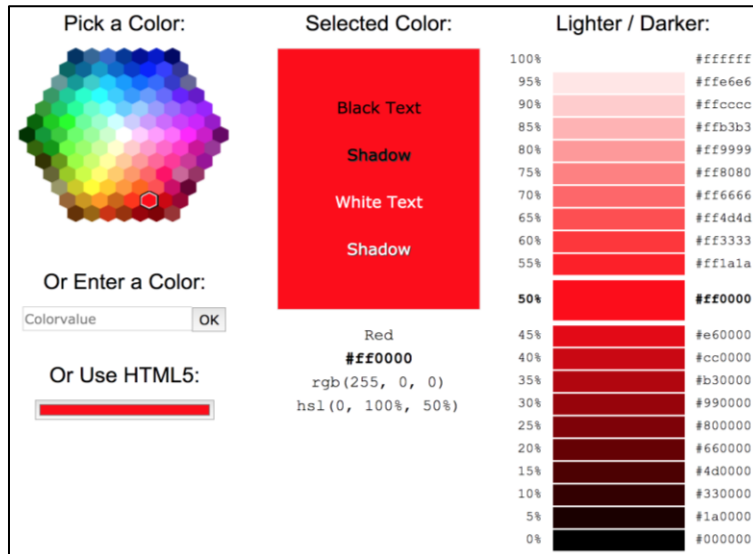 Pick a Color:
Or Enter a Color:
Colorvalue OK
Or Use HTML5:
Selected Color:
Black Text
Shadow
White Text
Shadow
Red
#ff0000
rgb(255, 0, 0)
hsl(0, 100%, 50%)
Lighter / Darker:
100% #ffffff
95% #ffe6e6
90% #ffcccc
85% #ffb3b3
80% #ff9999
75% #ff8080
70% #ff6666
65% #ff4d4d
60% #ff3333
55% #ff1a1a
50% #ff0000
45% #e60000
40% #cc0000
35% #b30000
30% #990000
25% #800000
20% #660000
15% #4d0000
10% #330000
5% #1a0000
0% #000000